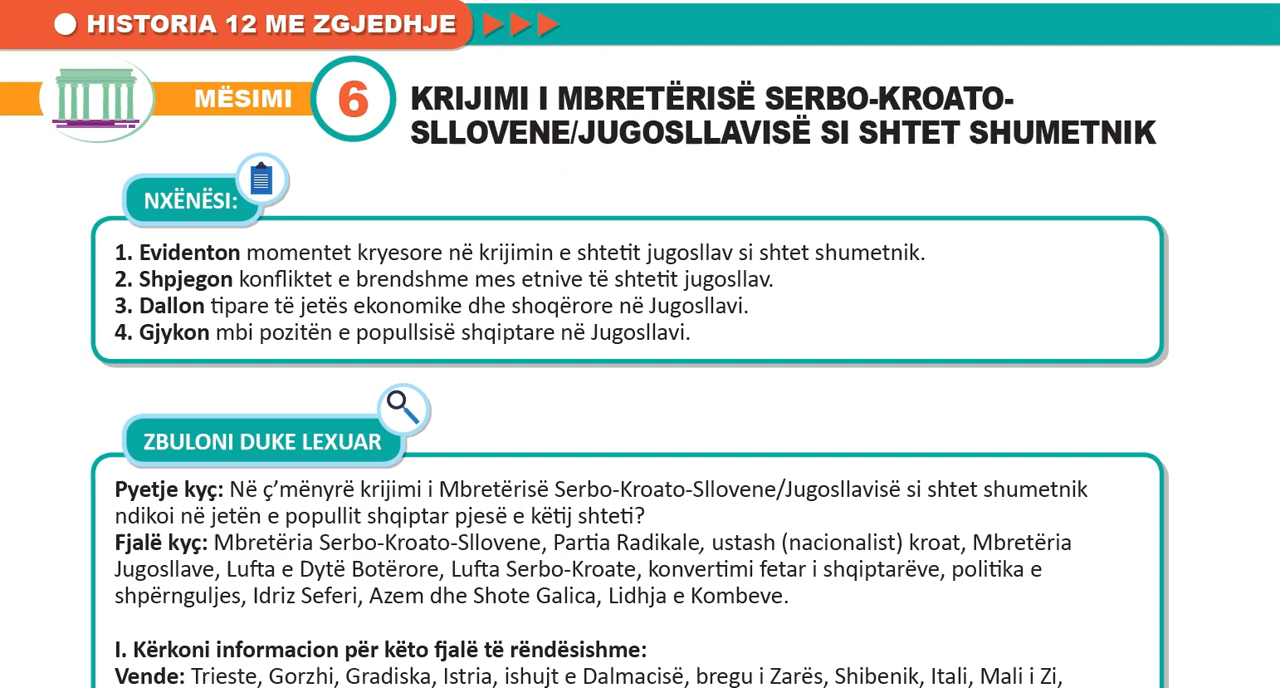 HISTORIA 12 ME ZGJEDHJE
MËSIMI 6
KRIJIMI I MBRETËRISË SERBO-KROATO-
SLLOVENE/JUGOSLLAVISË SI SHTET SHUMETNIK
NXËNËSI:
1. Evidenton momentet kryesore në krijimin e shtetit jugosllav si shtet shumetnik.
2. Shpjegon konfliktet e brendshme mes etnive të shtetit jugosllav.
3. Dallon tipare të jetës ekonomike dhe shoqërore në Jugosllavi.
4. Gjykon mbi pozitën e popullsisë shqiptare në Jugosllavi.
ZBULONI DUKE LEXUAR
Pyetje kyç: Në ç’mënyrë krijimi i Mbretërisë Serbo-Kroato-Sllovene/Jugosllavisë si shtet shumetnik
ndikoi në jetën e popullit shqiptar pjesë e këtij shteti?
Fjalë kyç: Mbretëria Serbo-Kroato-Sllovene, Partia Radikale, ustash (nacionalist) kroat, Mbretëria
Jugosllave, Lufta e Dytë Botërore, Lufta Serbo-Kroate, konvertimi fetar i shqiptarëve, politika e
shpërnguljes, Idriz Seferi, Azem dhe Shote Galica, Lidhja e Kombeve.
I. Kërkoni informacion për këto fjalë të rëndësishme:
Vende: Trieste, Gorzhi, Gradiska, Istria, ishujt e Dalmacisë, bregu i Zarës, Shibenik, Itali, Mali i Zi,